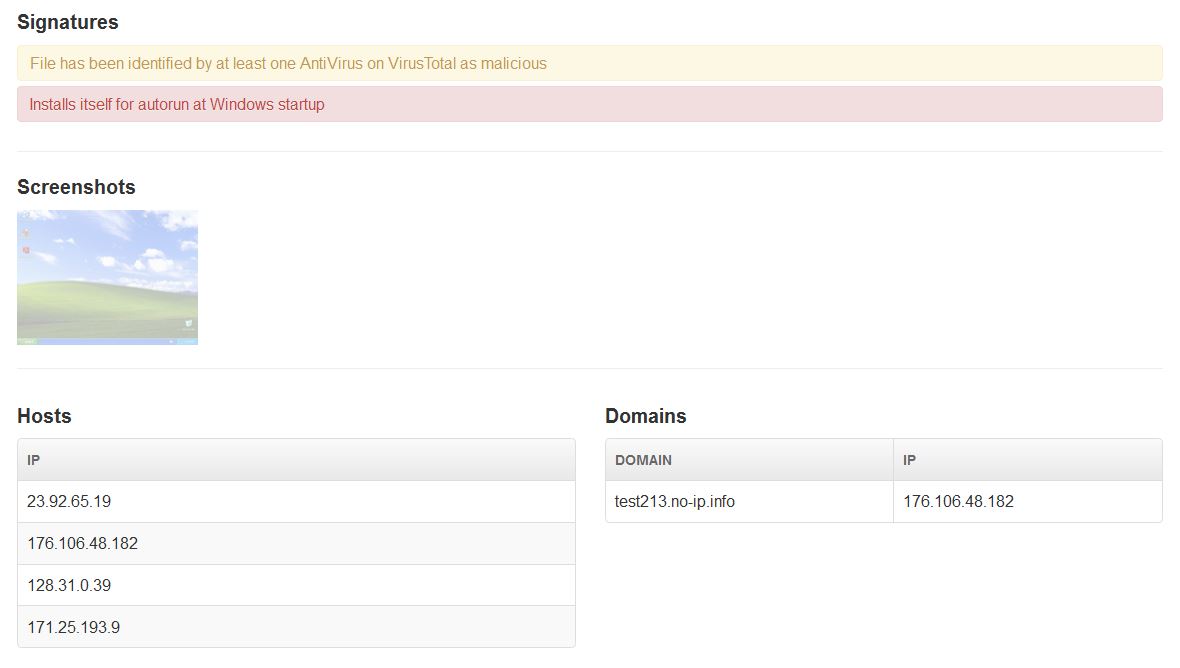 Signatures
File has been identified by at least one AntiVirus on VirusTotal as malicious
Installs itself for autorun at Windows startup
Screenshots
Hosts
IP
23.92.65.19
176.106.48.182
128.31.0.39
171.25.193.9
Domains
DOMAIN IP
test213.no-ip.info 176.106.48.182